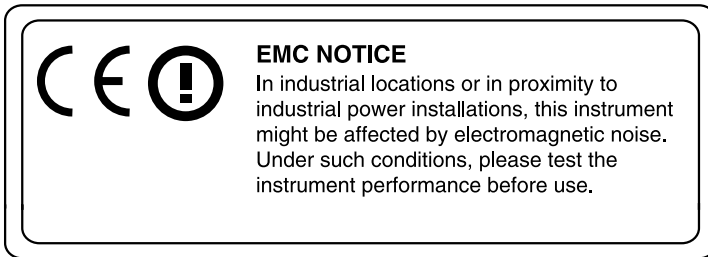 CE
EMC NOTICE
In industrial locations or in proximity to
industrial power installations, this instrument
might be affected by electromagnetic noise.
Under such conditions, please test the
instrument performance before use.